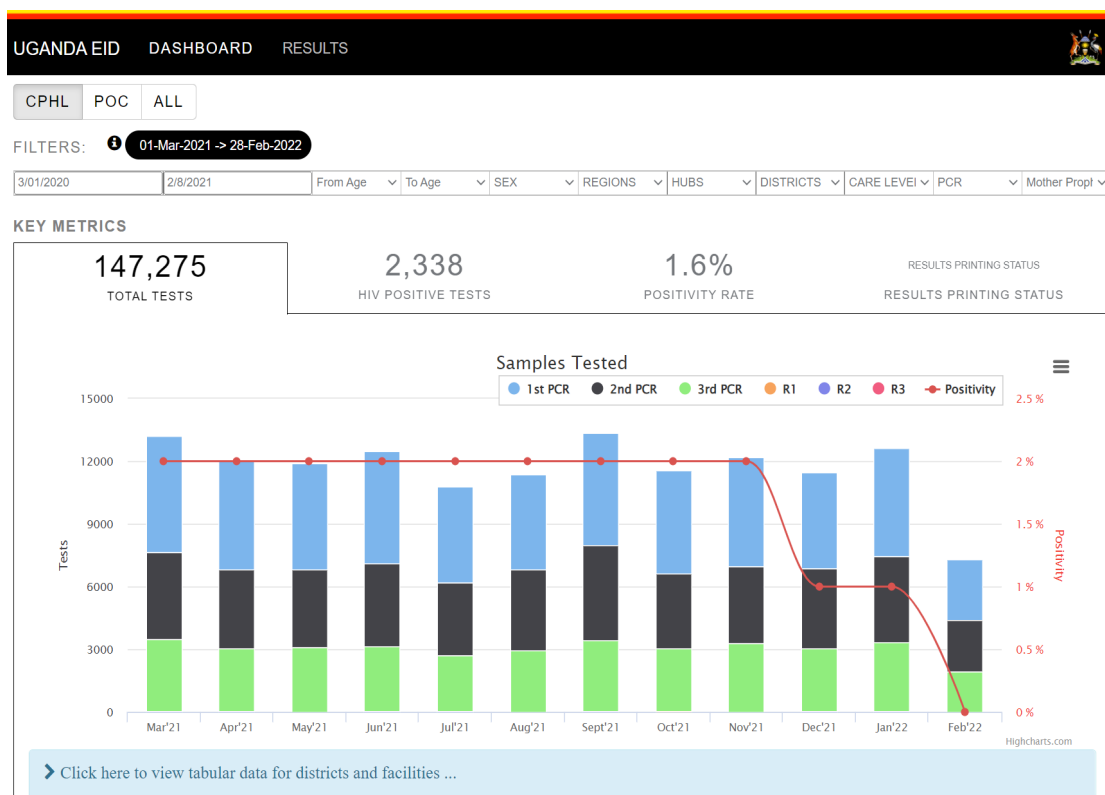 UGANDA EID DASHBOARD RESULTS
CPHL POC ALL
FILTERS: 01-Mar-2021 -> 28-Feb-2022
3/01/2020 2/8/2021 From Age To Age SEX REGIONS HUBS DISTRICTS CARE LEVEI PCR Mother Propt
KEY METRICS
147,275 2,338 1.6% RESULTS PRINTING STATUS
TOTAL TESTS HIV POSITIVE TESTS POSITIVITY RATE RESULTS PRINTING STATUS
Samples Tested
1st PCR 2nd PCR 3rd PCR R1 R2 R3 Positivity
15000 2.5 %
12000 2 %
9000 1.5 %
Tests Positivity
6000 1 %
3000 0.5 %
0 0 %
Mar'21 Apr'21 May'21 Jun'21 Jul'21 Aug'21 Sept'21 Oct'21 Nov'21 Dec'21 Jan'22 Feb'22
Highcharts.com
Click here to view tabular data for districts and facilities ...